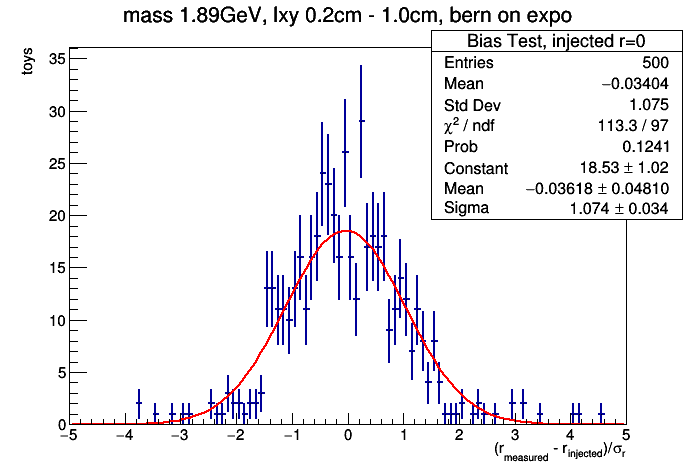 mass 1.89GeV, lxy 0.2cm - 1.0cm, bern on expo
Bias Test, injected r=0
Entries 500
Mean −0.03404
Std Dev 1.075
χ² / ndf 113.3 / 97
Prob 0.1241
Constant 18.53 ± 1.02
Mean −0.03618 ± 0.04810
Sigma 1.074 ± 0.034
toys
35
30
25
20
15
10
5
0
−5 −4 −3 −2 −1 0 1 2 3 4 5
(r_measured - r_injected)/σ_r